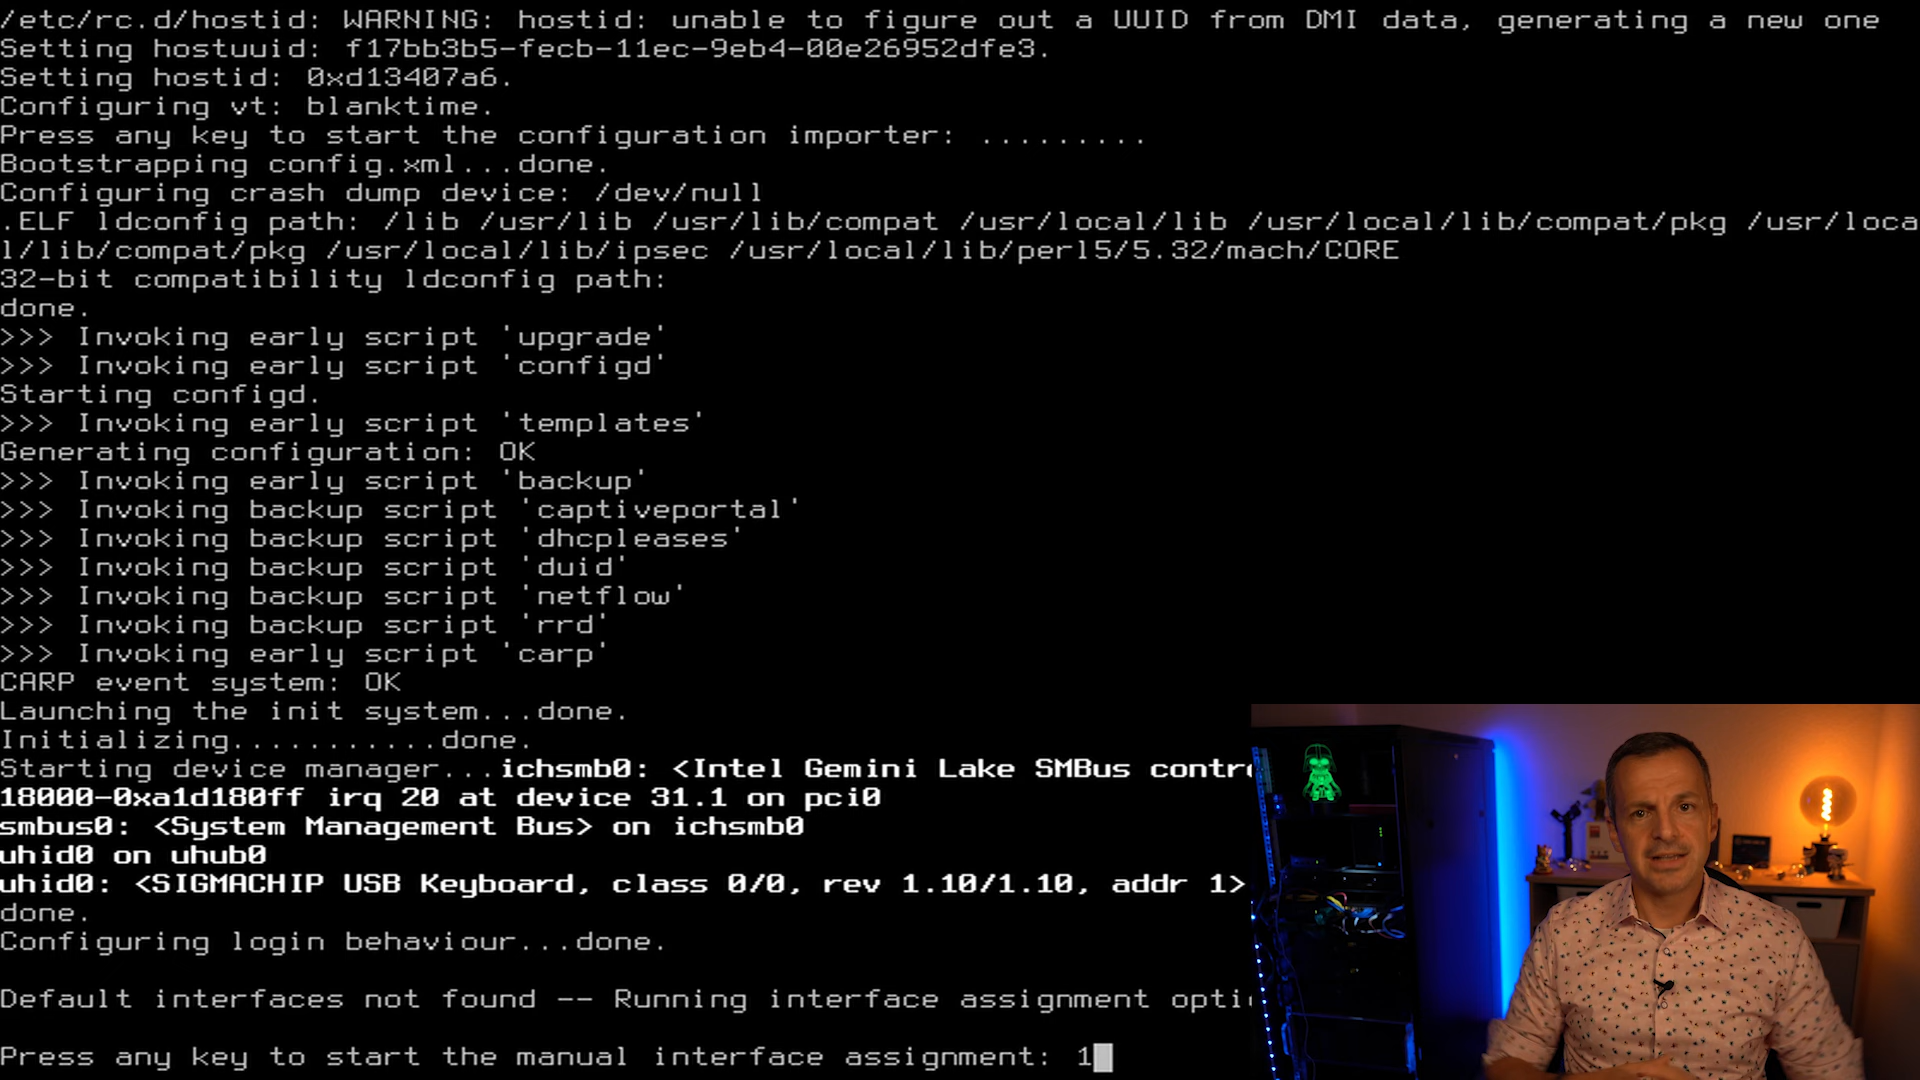 /etc/rc.d/hostid: WARNING: hostid: unable to figure out a UUID from DMI data, generating a new one
Setting hostuuid: f17bb3b5-fecb-11ec-9eb4-00e26952dfe3.
Setting hostid: 0xd13407a6.
Configuring vt: blanktime.
Press any key to start the configuration importer: .........
Bootstrapping config.xml...done.
Configuring crash dump device: /dev/null
.ELF ldconfig path: /lib /usr/lib /usr/lib/compat /usr/local/lib /usr/local/lib/compat/pkg /usr/loca
l/lib/compat/pkg /usr/local/lib/ipsec /usr/local/lib/perl5/5.32/mach/CORE
32-bit compatibility ldconfig path:
done.
>>> Invoking early script 'upgrade'
>>> Invoking early script 'configd'
Starting configd.
>>> Invoking early script 'templates'
Generating configuration: OK
>>> Invoking early script 'backup'
>>> Invoking backup script 'captiveportal'
>>> Invoking backup script 'dhcpleases'
>>> Invoking backup script 'duid'
>>> Invoking backup script 'netflow'
>>> Invoking backup script 'rrd'
>>> Invoking early script 'carp'
CARP event system: OK
Launching the init system...done.
Initializing...........done.
Starting device manager...ichsmb0: <Intel Gemini Lake SMBus contro
18000-0xa1d180ff irq 20 at device 31.1 on pci0
smbus0: <System Management Bus> on ichsmb0
uhid0 on uhub0
uhid0: <SIGMACHIP USB Keyboard, class 0/0, rev 1.10/1.10, addr 1>
done.
Configuring login behaviour...done.
Default interfaces not found -- Running interface assignment optio
Press any key to start the manual interface assignment: 1